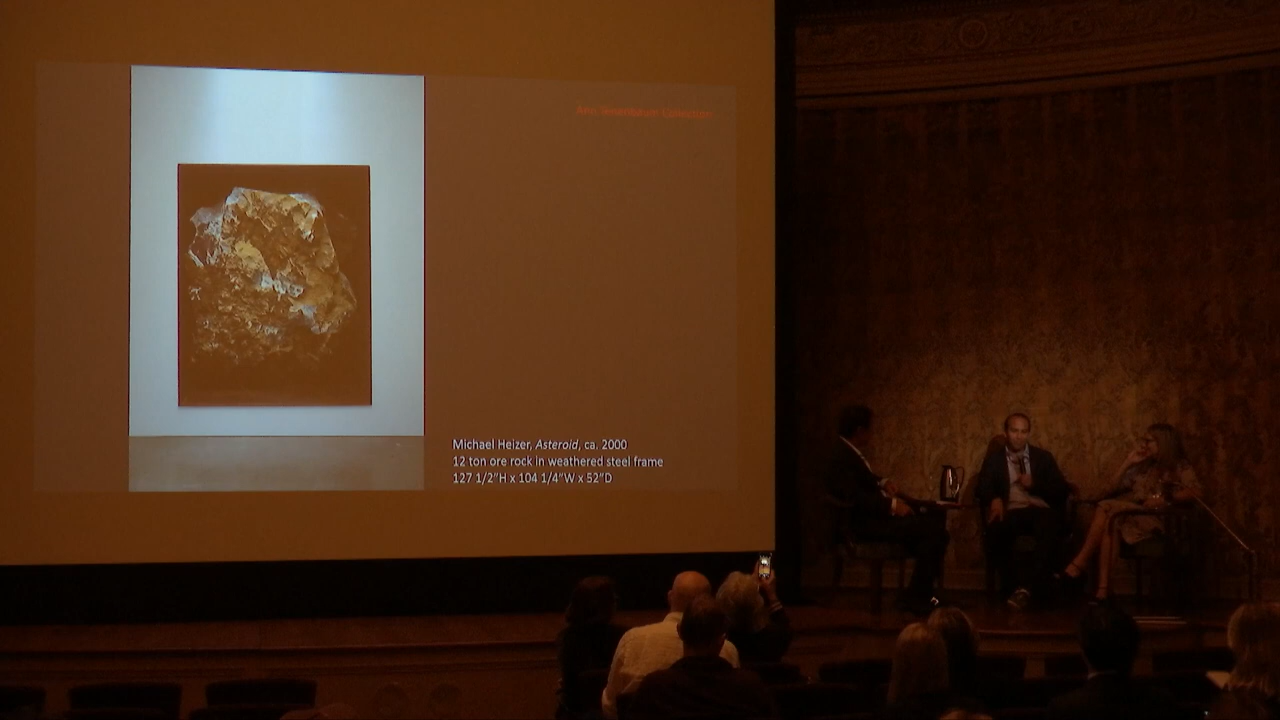 Collection
Michael Heizer, Asteroid, ca. 2000
12 ton ore rock in weathered steel frame
127 1/2"H x 104 1/4"W x 52"D